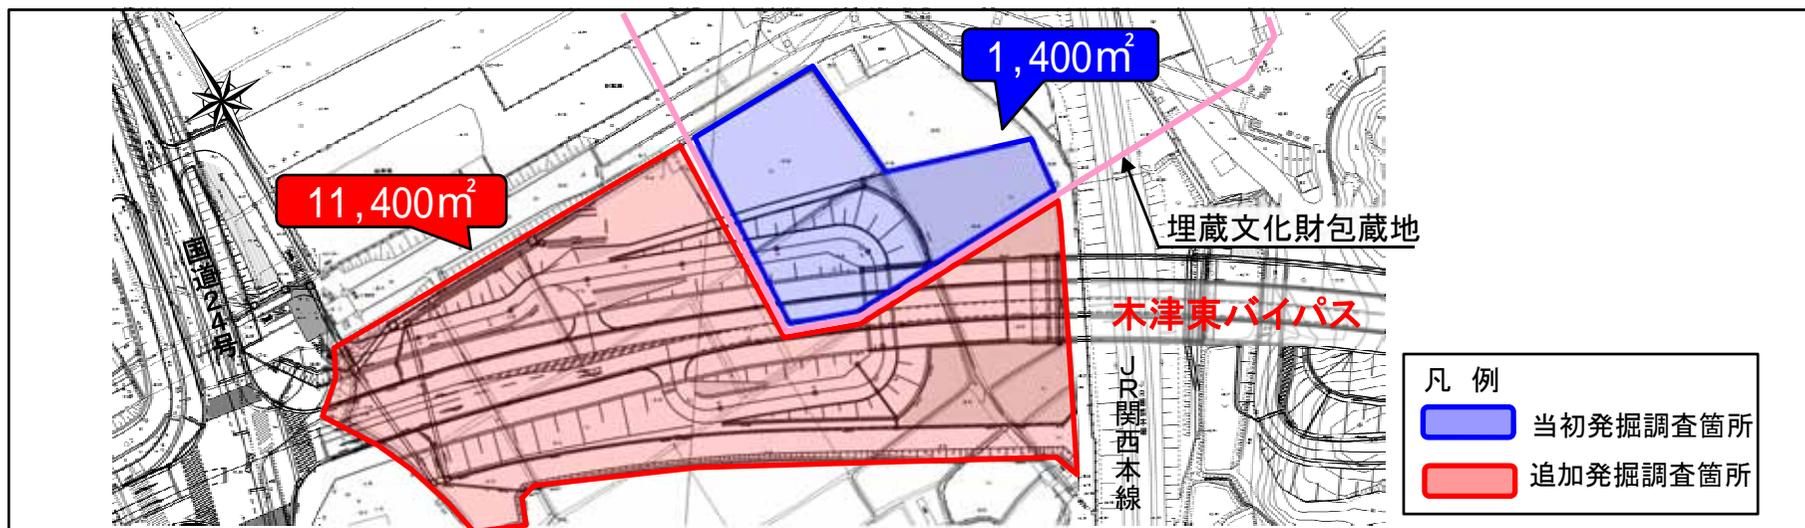 1,400㎡
11,400㎡
埋蔵文化財包蔵地
国道24号
木津東バイパス
JR関西本線
凡 例
当初発掘調査箇所
追加発掘調査箇所